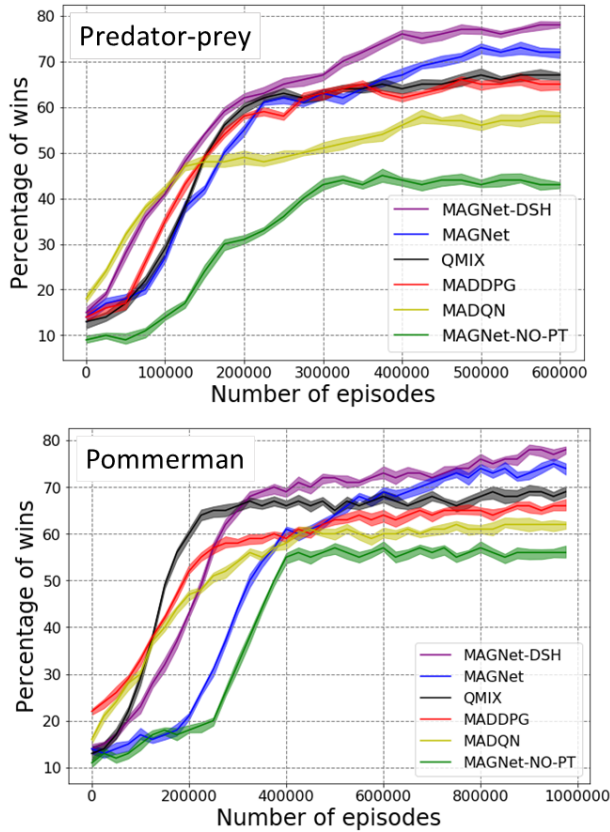 Predator-prey
Percentage of wins
80
70
60
50
40
30
20
10
MAGNet-DSH
MAGNet
QMIX
MADDPG
MADQN
MAGNet-NO-PT
0 100000 200000 300000 400000 500000 600000
Number of episodes
Pommerman
Percentage of wins
80
70
60
50
40
30
20
10
MAGNet-DSH
MAGNet
QMIX
MADDPG
MADQN
MAGNet-NO-PT
0 200000 400000 600000 800000 1000000
Number of episodes